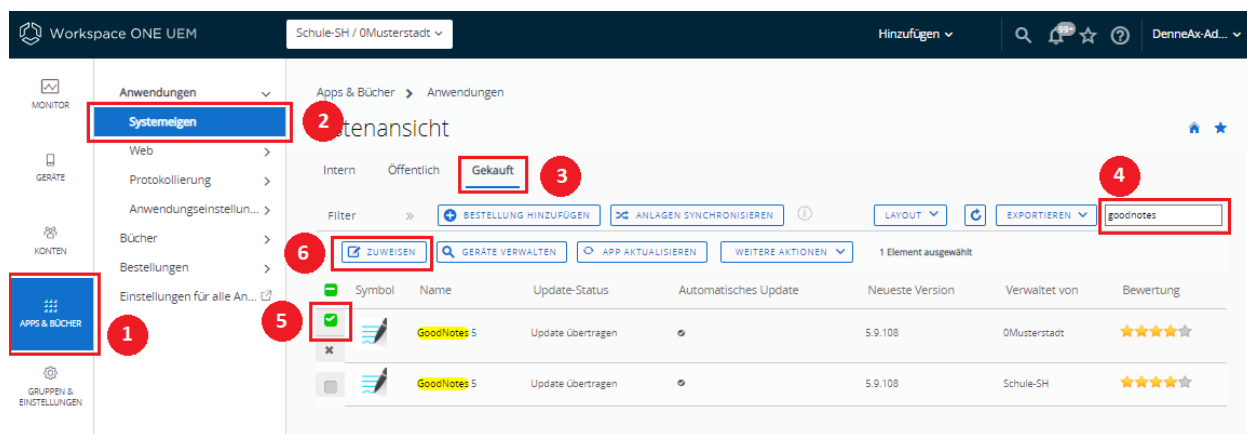 Workspace ONE UEM
Schule-SH / 0Musterstadt
Hinzufügen
99+
DenneAx-Ad...
MONITOR
GERÄTE
KONTEN
APPS & BÜCHER
1
GRUPPEN &
EINSTELLUNGEN
Anwendungen
Systemeigen
2
Web
Protokollierung
Anwendungseinstellun...
Bücher
Bestellungen
Einstellungen für alle An...
Apps & Bücher > Anwendungen
tenansicht
Intern Öffentlich Gekauft
3
4
Filter » BESTELLUNG HINZUFÜGEN ANLAGEN SYNCHRONISIEREN LAYOUT EXPORTIEREN goodnotes
6
ZUWEISEN GERÄTE VERWALTEN APP AKTUALISIEREN WEITERE AKTIONEN 1 Element ausgewählt
Symbol Name Update-Status Automatisches Update Neueste Version Verwaltet von Bewertung
5
GoodNotes 5 Update übertragen 5.9.108 0Musterstadt
GoodNotes 5 Update übertragen 5.9.108 Schule-SH